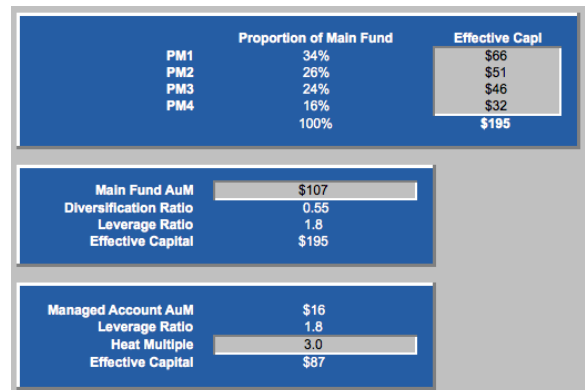 Proportion of Main Fund Effective Capl
PM1 34% $66
PM2 26% $51
PM3 24% $46
PM4 16% $32
100% $195
Main Fund AuM $107
Diversification Ratio 0.55
Leverage Ratio 1.8
Effective Capital $195
Managed Account AuM $16
Leverage Ratio 1.8
Heat Multiple 3.0
Effective Capital $87